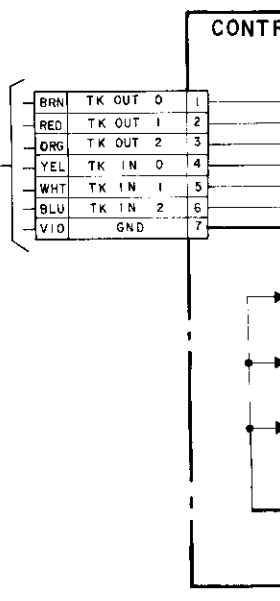 CONTR
BRN TK OUT 0 1
RED TK OUT 1 2
ORG TK OUT 2 3
YEL TK IN 0 4
WHT TK IN 1 5
BLU TK IN 2 6
VIO GND 7